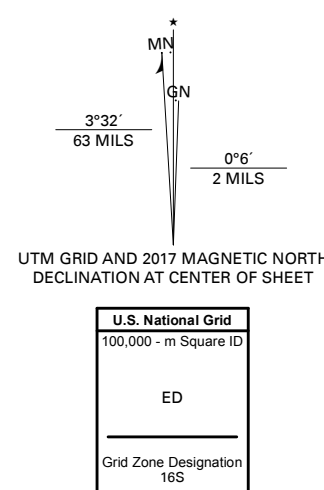 ★
MN
GN
3°32´
63 MILS
0°6´
2 MILS
UTM GRID AND 2017 MAGNETIC NORTH
DECLINATION AT CENTER OF SHEET
U.S. National Grid
100,000 - m Square ID
ED
Grid Zone Designation
16S